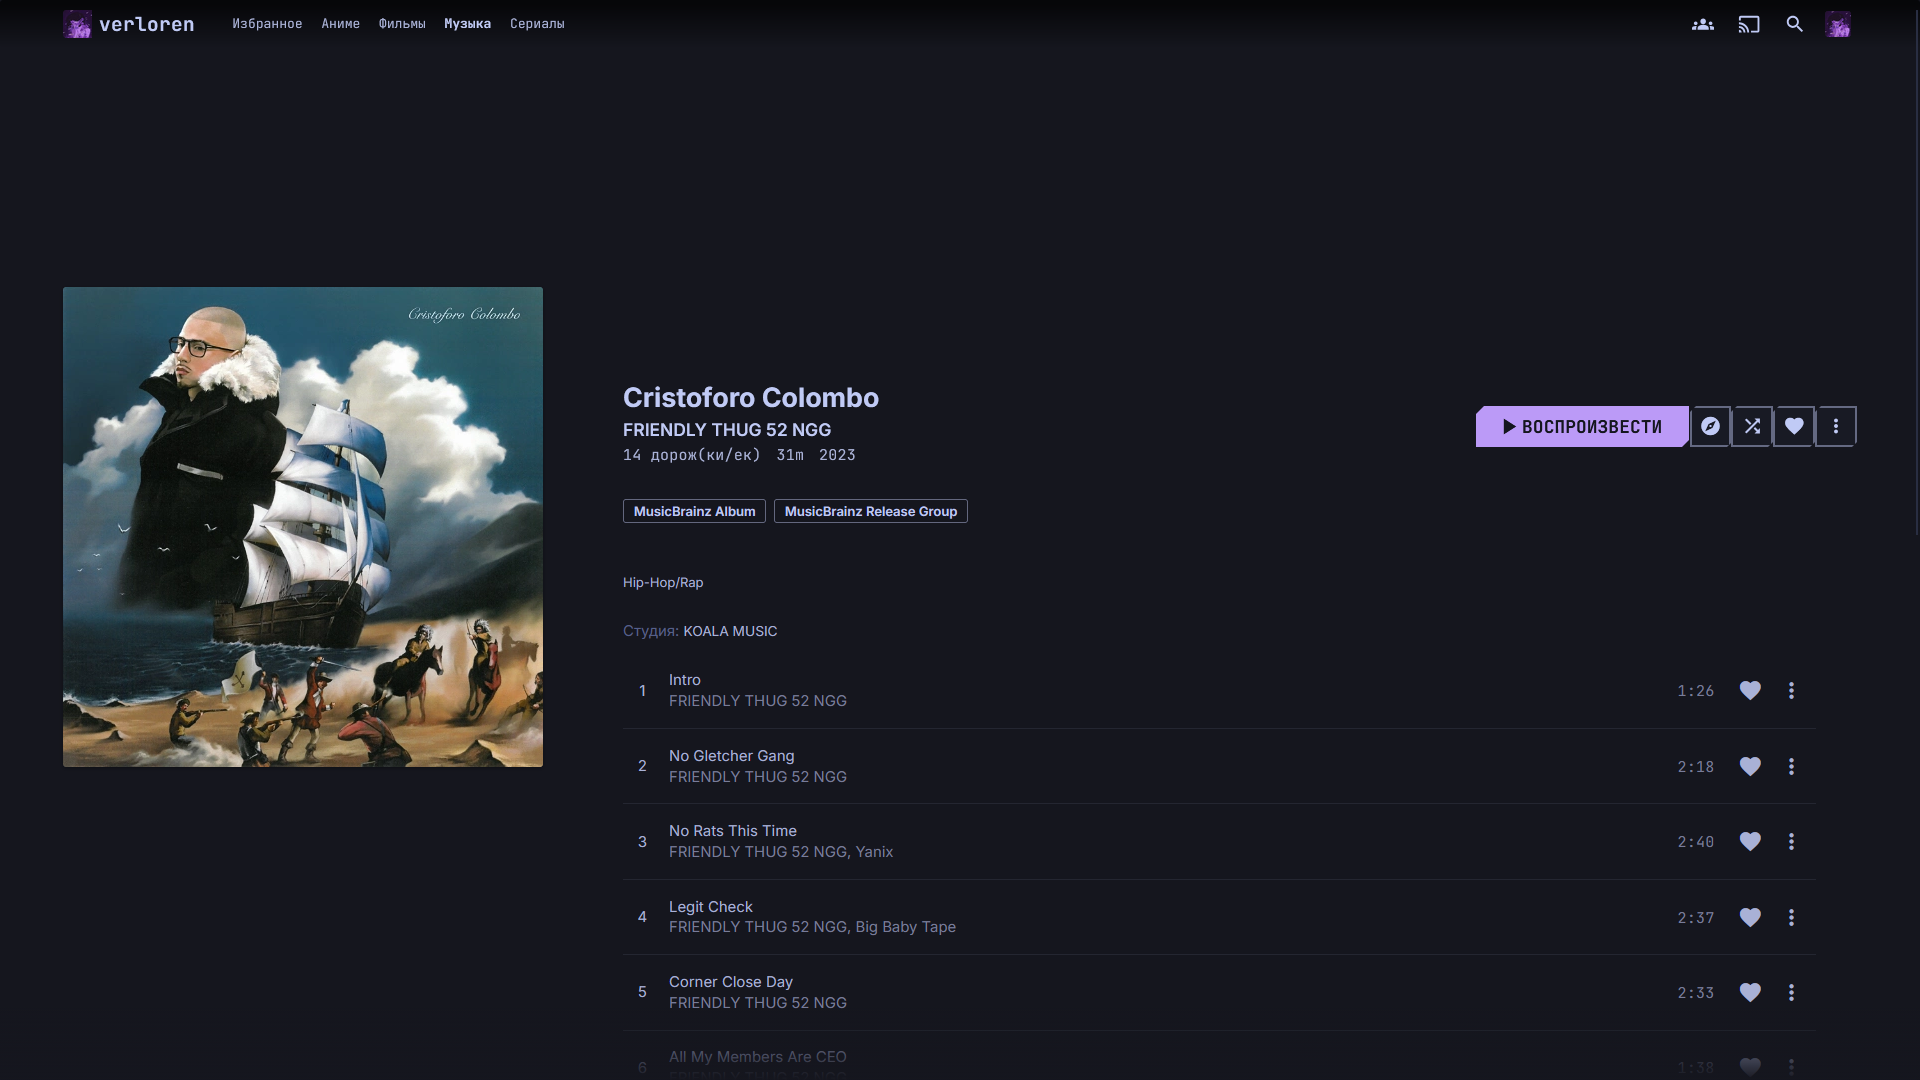 verloren
Избранное Аниме Фильмы Музыка Сериалы
Cristoforo Colombo
Cristoforo Colombo
FRIENDLY THUG 52 NGG
14 дорож(ки/ек) 31m 2023
ВОСПРОИЗВЕСТИ
MusicBrainz Album MusicBrainz Release Group
Hip-Hop/Rap
Студия: KOALA MUSIC
1 Intro 1:26
FRIENDLY THUG 52 NGG
2 No Gletcher Gang 2:18
FRIENDLY THUG 52 NGG
3 No Rats This Time 2:40
FRIENDLY THUG 52 NGG, Yanix
4 Legit Check 2:37
FRIENDLY THUG 52 NGG, Big Baby Tape
5 Corner Close Day 2:33
FRIENDLY THUG 52 NGG
6 All My Members Are CEO 1:38
FRIENDLY THUG 52 NGG